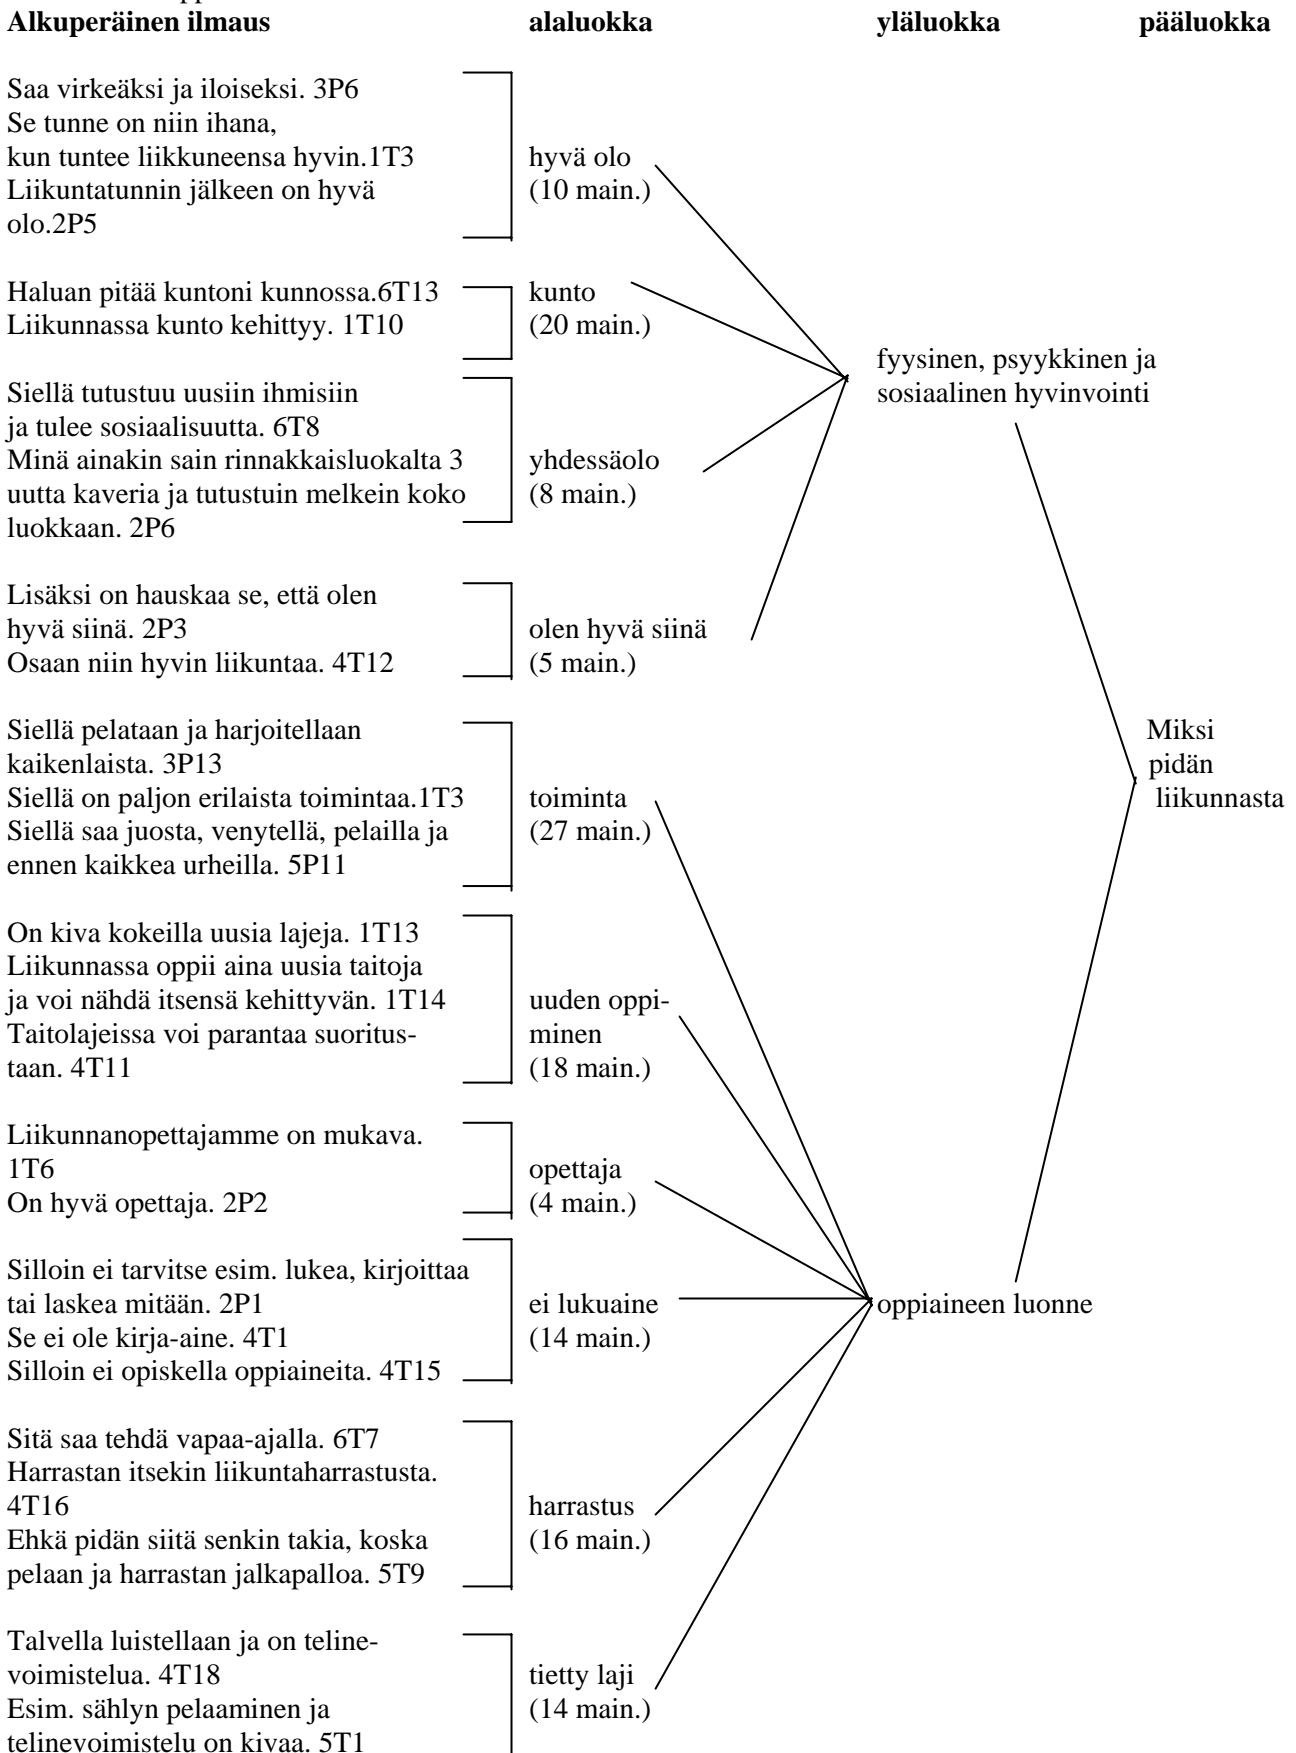 Alkuperäinen ilmaus alaluokka yläluokka pääluokka
Saa virkeäksi ja iloiseksi. 3P6
Se tunne on niin ihana,
kun tuntee liikkuneensa hyvin.1T3 hyvä olo
Liikuntatunnin jälkeen on hyvä (10 main.)
olo.2P5
Haluan pitää kuntoni kunnossa.6T13 kunto
Liikunnassa kunto kehittyy. 1T10 (20 main.)
fyysinen, psyykkinen ja
Siellä tutustuu uusiin ihmisiin sosiaalinen hyvinvointi
ja tulee sosiaalisuutta. 6T8
Minä ainakin sain rinnakkaisluokalta 3 yhdessäolo
uutta kaveria ja tutustuin melkein koko (8 main.)
luokkaan. 2P6
Lisäksi on hauskaa se, että olen
hyvä siinä. 2P3 olen hyvä siinä
Osaan niin hyvin liikuntaa. 4T12 (5 main.)
Siellä pelataan ja harjoitellaan Miksi
kaikenlaista. 3P13 pidän
Siellä on paljon erilaista toimintaa.1T3 toiminta liikunnasta
Siellä saa juosta, venytellä, pelailla ja (27 main.)
ennen kaikkea urheilla. 5P11
On kiva kokeilla uusia lajeja. 1T13
Liikunnassa oppii aina uusia taitoja
ja voi nähdä itsensä kehittyvän. 1T14 uuden oppi-
Taitolajeissa voi parantaa suoritus- minen
taan. 4T11 (18 main.)
Liikunnanopettajamme on mukava.
1T6 opettaja
On hyvä opettaja. 2P2 (4 main.)
Silloin ei tarvitse esim. lukea, kirjoittaa
tai laskea mitään. 2P1 ei lukuaine oppiaineen luonne
Se ei ole kirja-aine. 4T1 (14 main.)
Silloin ei opiskella oppiaineita. 4T15
Sitä saa tehdä vapaa-ajalla. 6T7
Harrastan itsekin liikuntaharrastusta.
4T16 harrastus
Ehkä pidän siitä senkin takia, koska (16 main.)
pelaan ja harrastan jalkapalloa. 5T9
Talvella luistellaan ja on teline-
voimistelua. 4T18 tietty laji
Esim. sählyn pelaaminen ja (14 main.)
telinevoimistelu on kivaa. 5T1